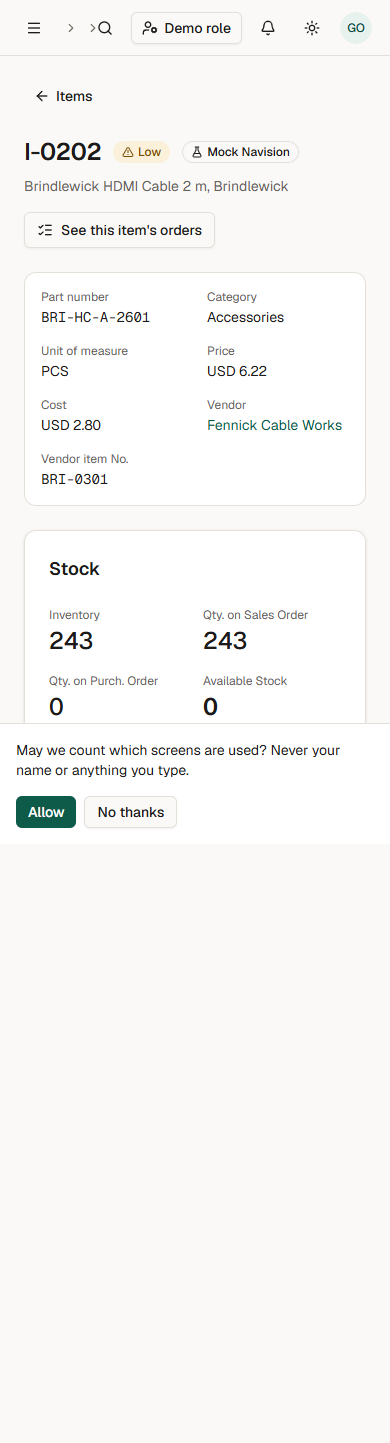 Demo role
GO
Items
I-0202
Low
Mock Navision
Brindlewick HDMI Cable 2 m, Brindlewick
See this item's orders
Part number
Category
BRI-HC-A-2601
Accessories
Unit of measure
Price
PCS
USD 6.22
Cost
Vendor
USD 2.80
Fennick Cable Works
Vendor item No.
BRI-0301
Stock
Inventory
Qty. on Sales Order
243
243
Qty. on Purch. Order
Available Stock
0
0
May we count which screens are used? Never your
name or anything you type.
Allow
No thanks